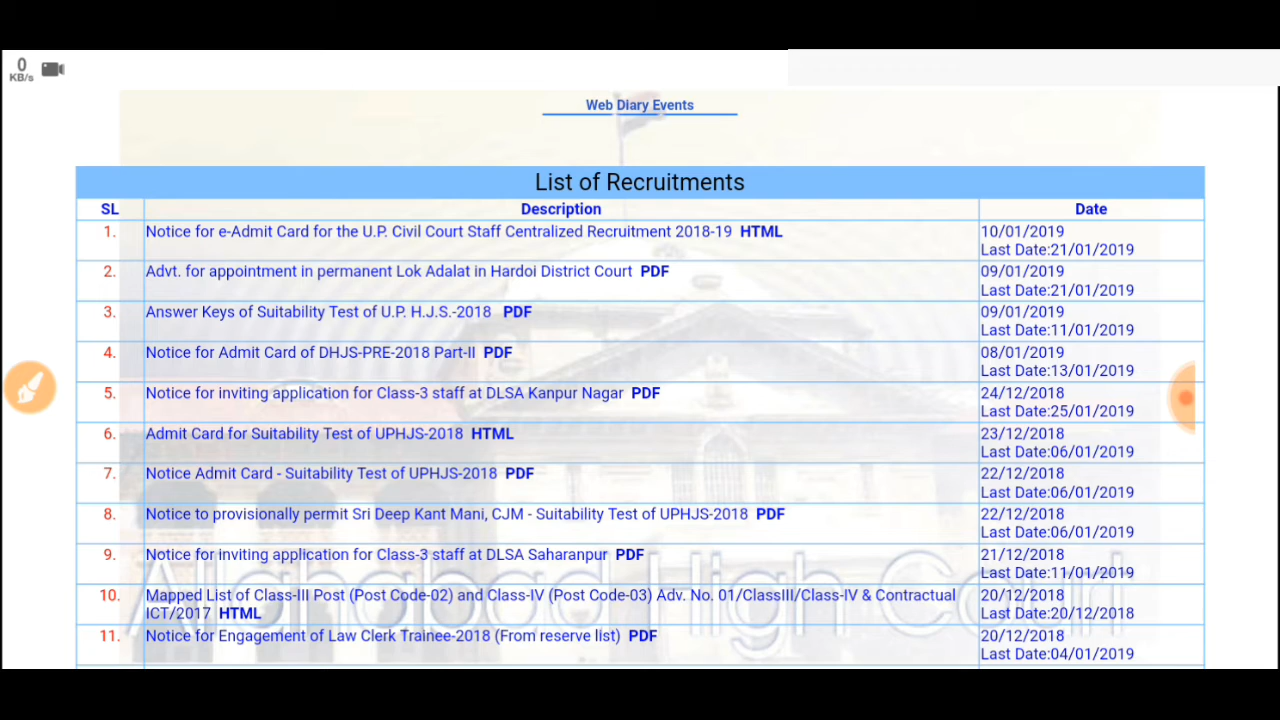 0
KB/s
Web Diary Events
List of Recruitments
SL Description Date
1. Notice for e-Admit Card for the U.P. Civil Court Staff Centralized Recruitment 2018-19 HTML 10/01/2019
Last Date:21/01/2019
2. Advt. for appointment in permanent Lok Adalat in Hardoi District Court PDF 09/01/2019
Last Date:21/01/2019
3. Answer Keys of Suitability Test of U.P. H.J.S.-2018 PDF 09/01/2019
Last Date:11/01/2019
4. Notice for Admit Card of DHJS-PRE-2018 Part-II PDF 08/01/2019
Last Date:13/01/2019
5. Notice for inviting application for Class-3 staff at DLSA Kanpur Nagar PDF 24/12/2018
Last Date:25/01/2019
6. Admit Card for Suitability Test of UPHJS-2018 HTML 23/12/2018
Last Date:06/01/2019
7. Notice Admit Card - Suitability Test of UPHJS-2018 PDF 22/12/2018
Last Date:06/01/2019
8. Notice to provisionally permit Sri Deep Kant Mani, CJM - Suitability Test of UPHJS-2018 PDF 22/12/2018
Last Date:06/01/2019
9. Notice for inviting application for Class-3 staff at DLSA Saharanpur PDF 21/12/2018
Last Date:11/01/2019
10. Mapped List of Class-III Post (Post Code-02) and Class-IV (Post Code-03) Adv. No. 01/ClassIII/Class-IV & Contractual 20/12/2018
ICT/2017 HTML Last Date:20/12/2018
11. Notice for Engagement of Law Clerk Trainee-2018 (From reserve list) PDF 20/12/2018
Last Date:04/01/2019
Allahabad High Court